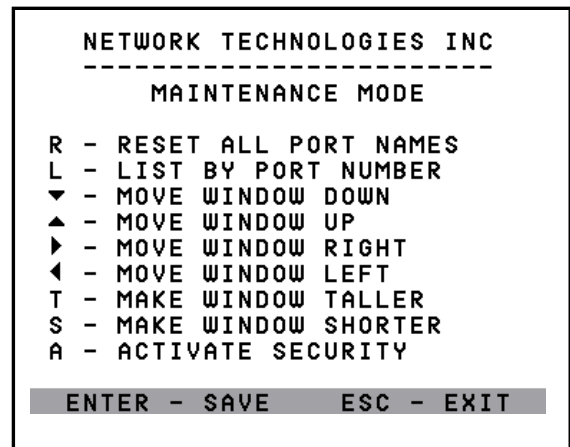 NETWORK TECHNOLOGIES INC
------------------------
MAINTENANCE MODE
R - RESET ALL PORT NAMES
L - LIST BY PORT NUMBER
▼ - MOVE WINDOW DOWN
▲ - MOVE WINDOW UP
▶ - MOVE WINDOW RIGHT
◀ - MOVE WINDOW LEFT
T - MAKE WINDOW TALLER
S - MAKE WINDOW SHORTER
A - ACTIVATE SECURITY
ENTER - SAVE ESC - EXIT